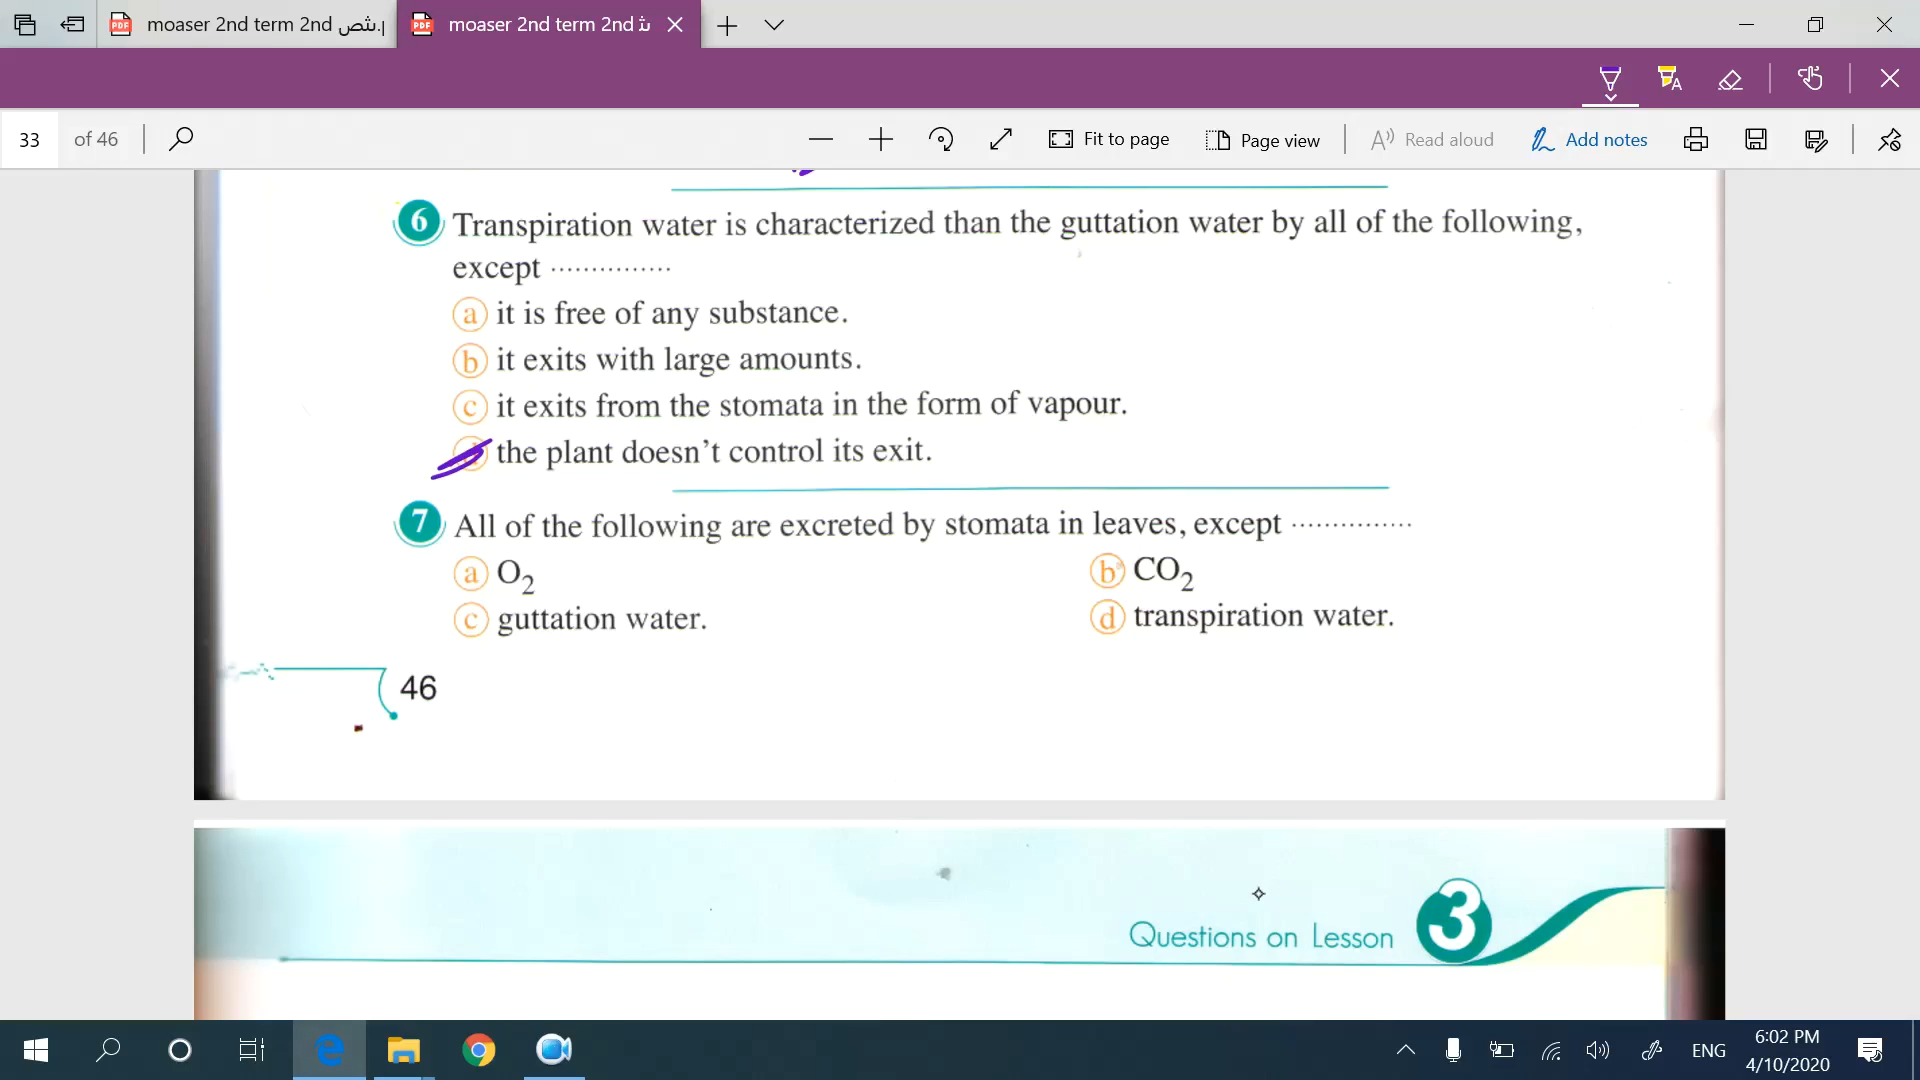 moaser 2nd term 2nd ثص.p
moaser 2nd term 2nd ث
33 of 46
Fit to page
Page view
Read aloud
Add notes
6 Transpiration water is characterized than the guttation water by all of the following,
except ...............
a it is free of any substance.
b it exits with large amounts.
c it exits from the stomata in the form of vapour.
d the plant doesn't control its exit.
7 All of the following are excreted by stomata in leaves, except ...............
a O₂ b CO₂
c guttation water. d transpiration water.
46
Questions on Lesson 3
ENG
6:02 PM
4/10/2020